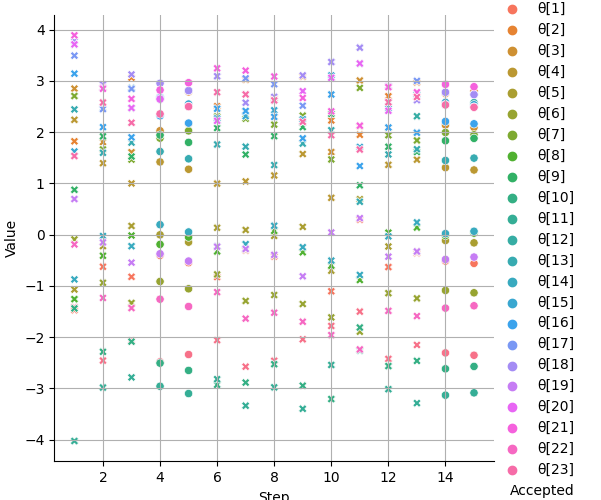 4
3
2
1
0
−1
−2
−3
−4
Value
2
4
6
8
10
12
14
Step
θ[1]
θ[2]
θ[3]
θ[4]
θ[5]
θ[6]
θ[7]
θ[8]
θ[9]
θ[10]
θ[11]
θ[12]
θ[13]
θ[14]
θ[15]
θ[16]
θ[17]
θ[18]
θ[19]
θ[20]
θ[21]
θ[22]
θ[23]
Accepted